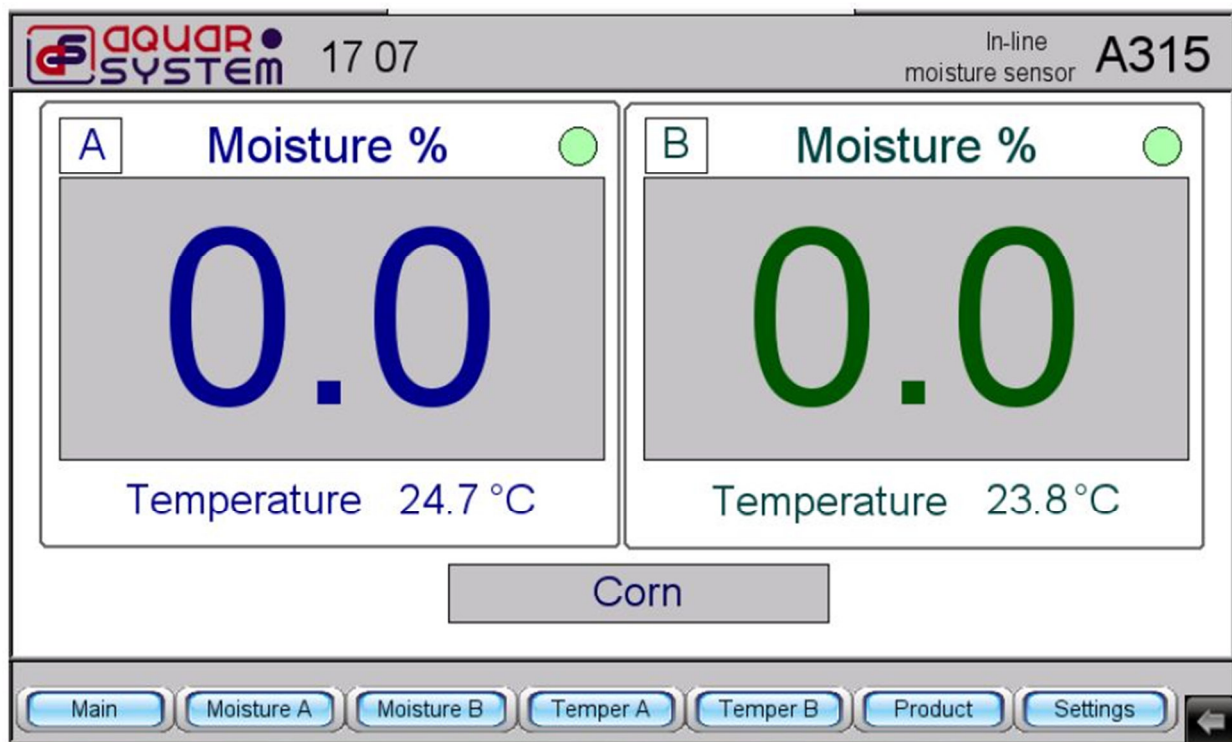 AQUAR SYSTEM
17 07
In-line
moisture sensor
A315
A
Moisture %
0.0
Temperature 24.7 °C
B
Moisture %
0.0
Temperature 23.8 °C
Corn
Main
Moisture A
Moisture B
Temper A
Temper B
Product
Settings